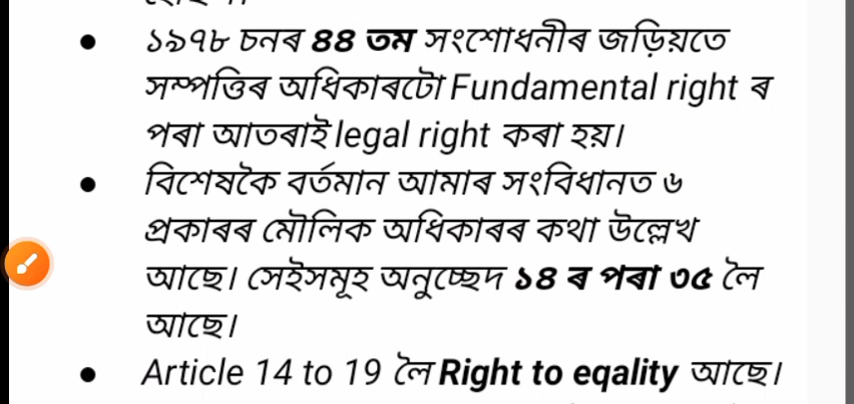 • ১৯৭৮ চনৰ ৪৪ তম সংশোধনীৰ জড়িয়তে
সম্পত্তিৰ অধিকাৰটো Fundamental right ৰ
পৰা আতৰাই legal right কৰা হয়।
• বিশেষকৈ বৰ্তমান আমাৰ সংবিধানত ৬
প্ৰকাৰৰ মৌলিক অধিকাৰৰ কথা উল্লেখ
আছে। সেইসমূহ অনুচ্ছেদ ১৪ ৰ পৰা ৩৫ লৈ
আছে।
• Article 14 to 19 লৈ Right to eqality আছে।